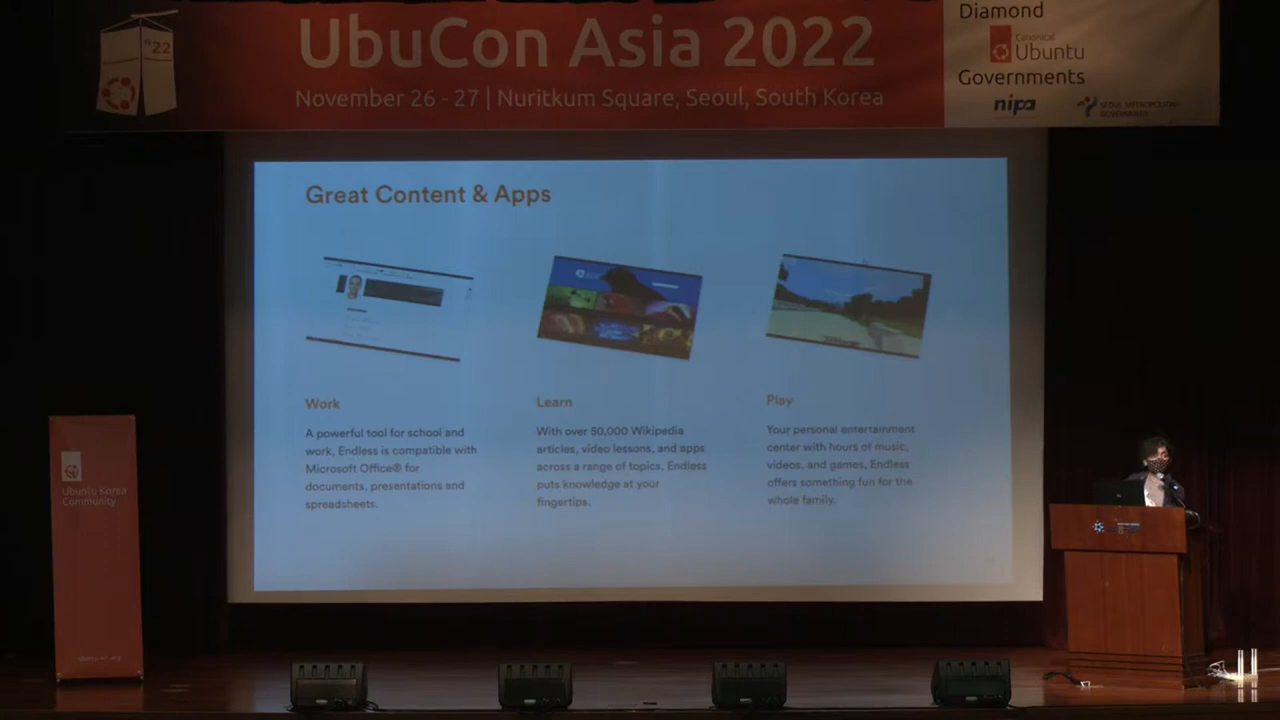 UbuCon Asia 2022
November 26 - 27 | Nuritkum Square, Seoul, South Korea
22
Diamond
Canonical
Ubuntu
Governments
nipa
SEOUL METROPOLITAN
GOVERNMENT
Great Content & Apps
Work
A powerful tool for school and
work, Endless is compatible with
Microsoft Office® for
documents, presentations and
spreadsheets.
Learn
With over 50,000 Wikipedia
articles, video lessons, and apps
across a range of topics, Endless
puts knowledge at your
fingertips.
Play
Your personal entertainment
center with hours of music,
videos, and games, Endless
offers something fun for the
whole family.
Ubuntu Korea
Community